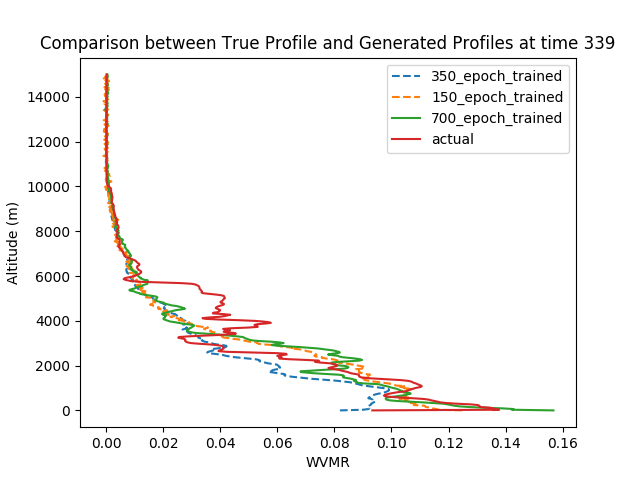 Comparison between True Profile and Generated Profiles at time 339
350_epoch_trained
150_epoch_trained
700_epoch_trained
actual
Altitude (m)
14000
12000
10000
8000
6000
4000
2000
0
0.00 0.02 0.04 0.06 0.08 0.10 0.12 0.14 0.16
WVMR